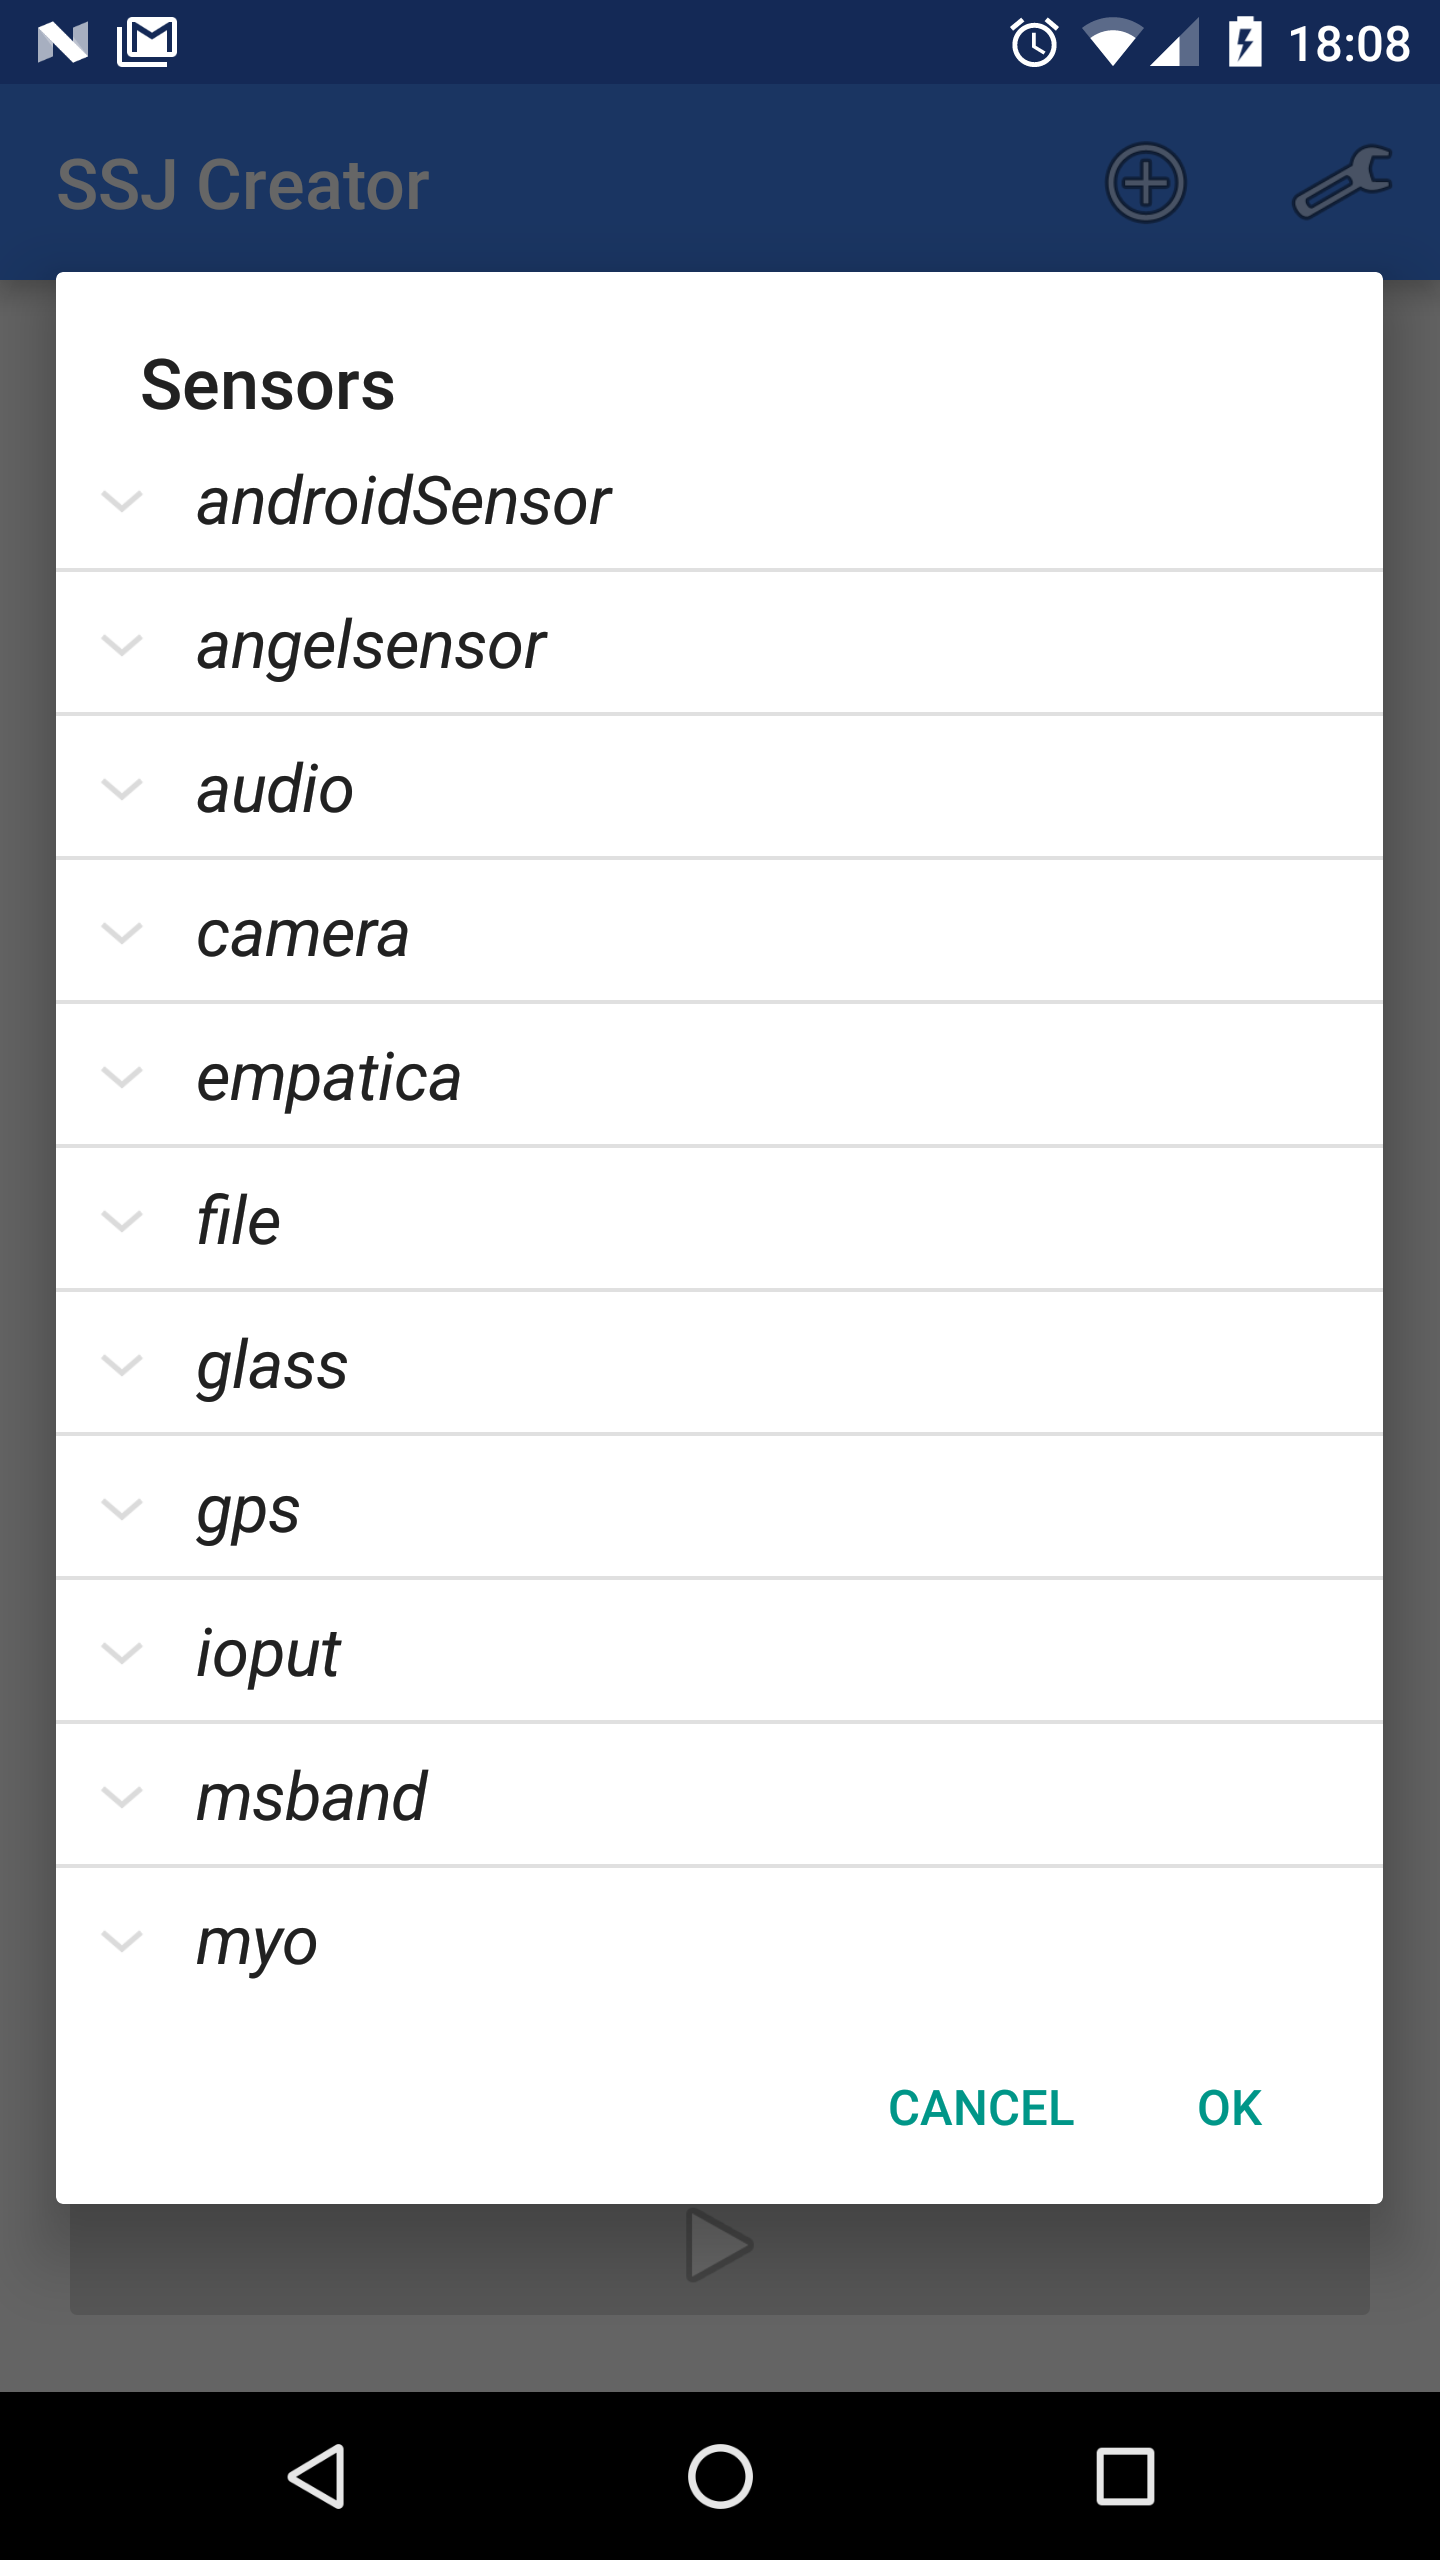 18:08
SSJ Creator
Sensors
androidSensor
angelsensor
audio
camera
empatica
file
glass
gps
ioput
msband
myo
CANCEL OK